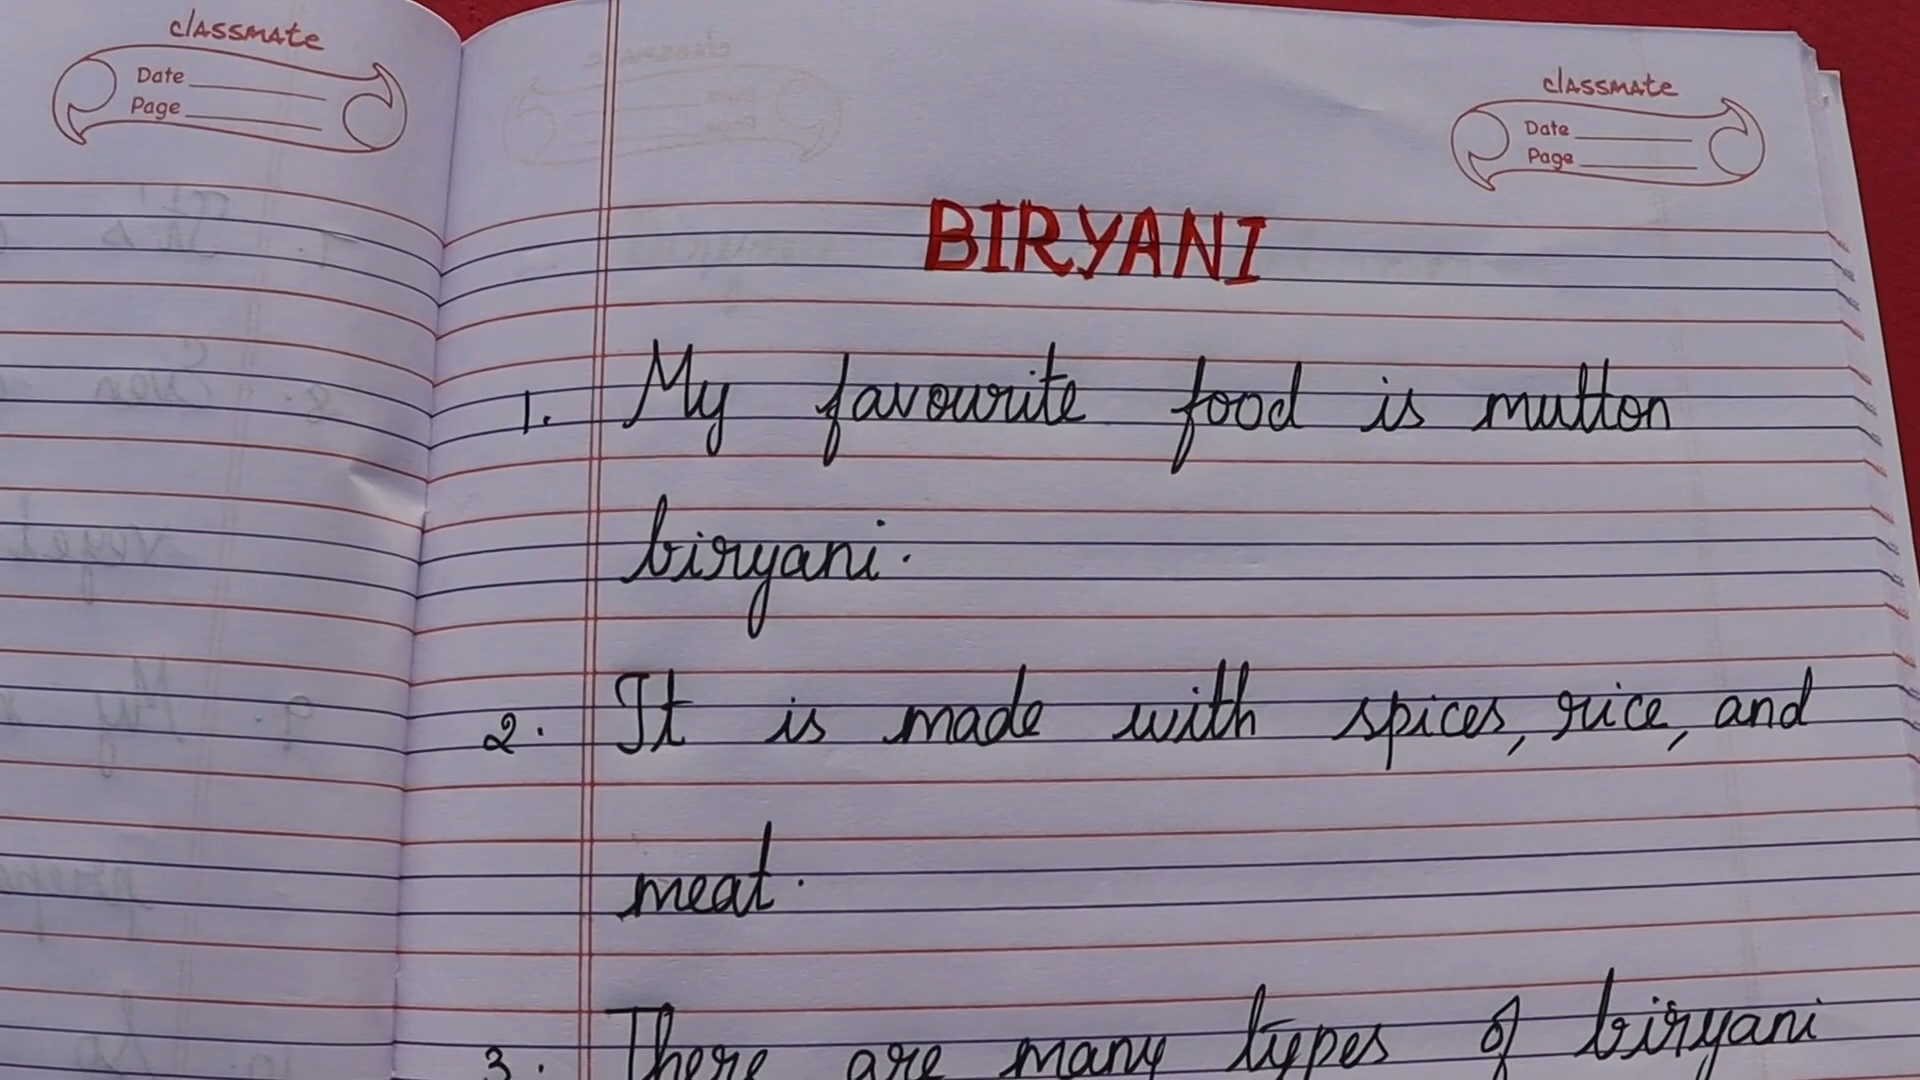 classmate
Date
Page
classmate
Date
Page
BIRYANI
1. My favourite food is mutton
biryani.
2. It is made with spices, rice, and
meat.
3. There are many types of biryani